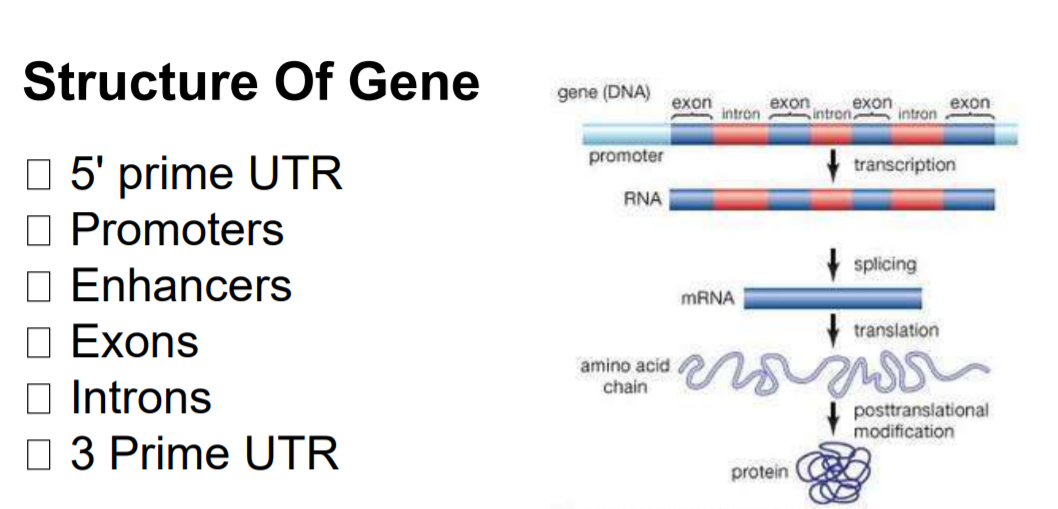 Structure Of Gene
5' prime UTR
Promoters
Enhancers
Exons
Introns
3 Prime UTR
gene (DNA)
exon intron exon intron exon intron exon
promoter
transcription
RNA
splicing
mRNA
translation
amino acid
chain
posttranslational
modification
protein